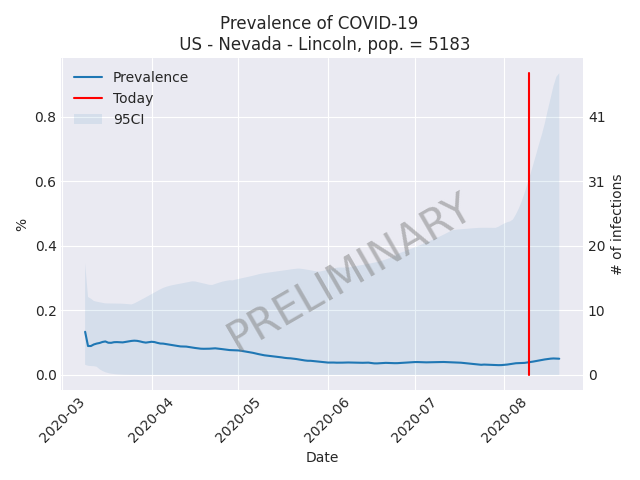 Prevalence of COVID-19
US - Nevada - Lincoln, pop. = 5183
Prevalence
Today
95CI
0.8
0.6
0.4
0.2
0.0
%
41
31
20
10
0
# of infections
PRELIMINARY
2020-03
2020-04
2020-05
2020-06
2020-07
2020-08
Date